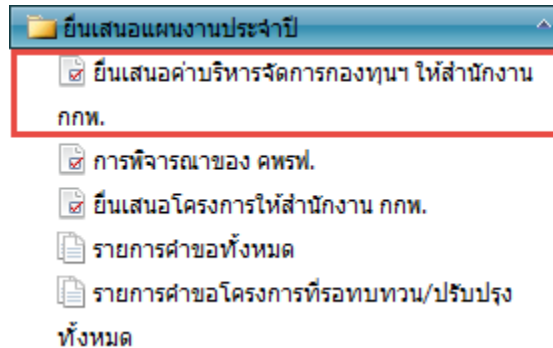 ยื่นเสนอแผนงานประจำปี
ยื่นเสนอค่าบริหารจัดการกองทุนฯ ให้สำนักงาน
กกพ.
การพิจารณาของ คพรฟ.
ยื่นเสนอโครงการให้สำนักงาน กกพ.
รายการคำขอทั้งหมด
รายการคำขอโครงการที่รอทบทวน/ปรับปรุง
ทั้งหมด